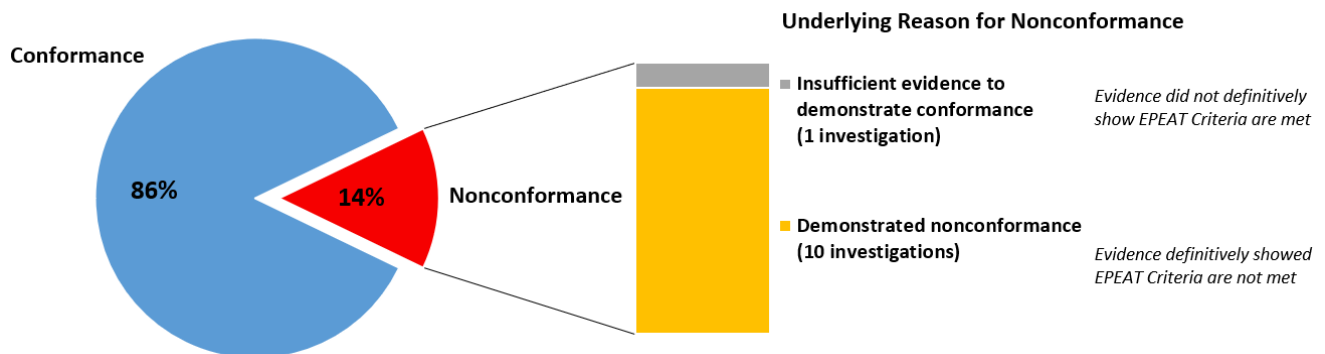 Underlying Reason for Nonconformance
Conformance
86%
14%
Nonconformance
Insufficient evidence to
demonstrate conformance
(1 investigation)
Evidence did not definitively
show EPEAT Criteria are met
Demonstrated nonconformance
(10 investigations)
Evidence definitively showed
EPEAT Criteria are not met